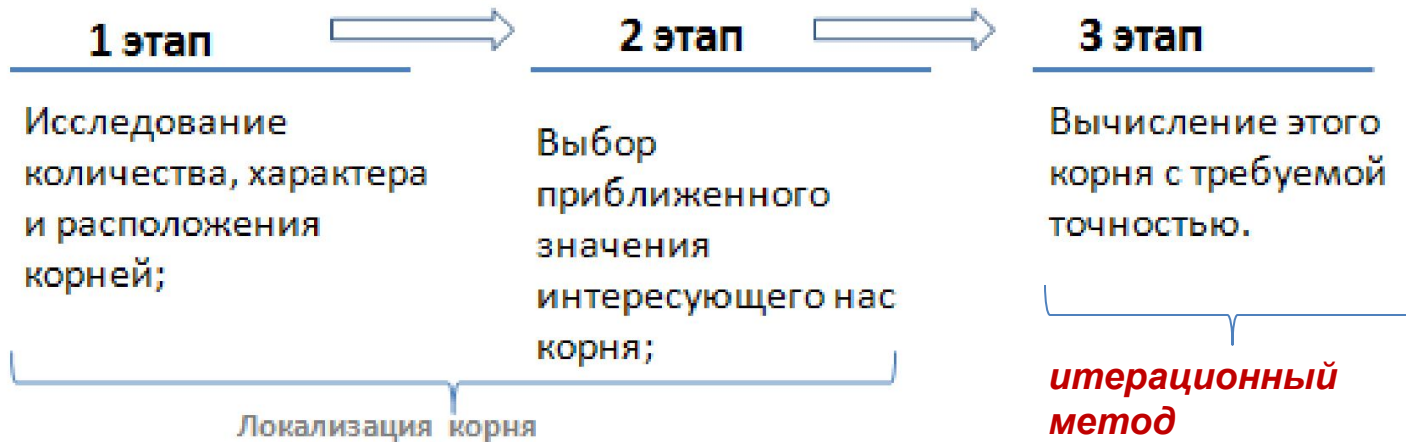 1 этап
Исследование
количества, характера
и расположения
корней;
2 этап
Выбор
приближенного
значения
интересующего нас
корня;
Локализация корня
3 этап
Вычисление этого
корня с требуемой
точностью.
итерационный
метод